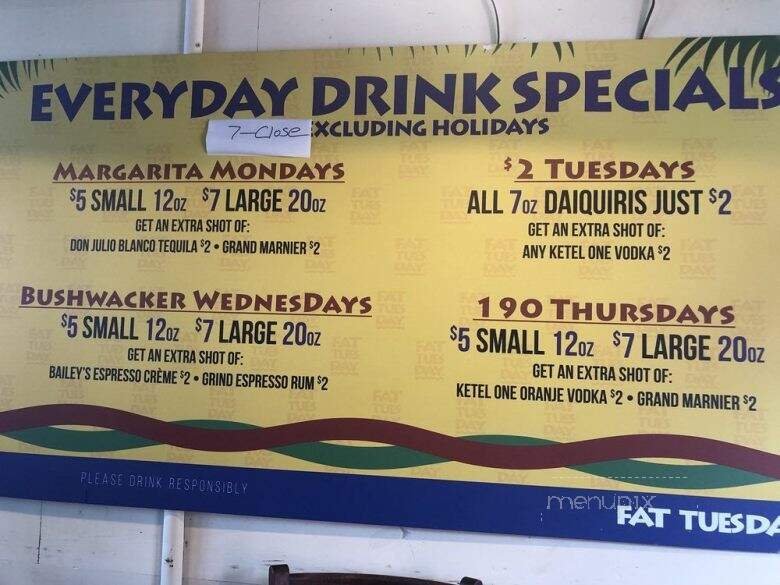 EVERYDAY DRINK SPECIALS
7-Close EXCLUDING HOLIDAYS
MARGARITA MONDAYS
$5 SMALL 12OZ $7 LARGE 20OZ
GET AN EXTRA SHOT OF:
DON JULIO BLANCO TEQUILA $2 • GRAND MARNIER $2
$2 TUESDAYS
ALL 7OZ DAIQUIRIS JUST $2
GET AN EXTRA SHOT OF:
ANY KETEL ONE VODKA $2
BUSHWACKER WEDNESDAYS
$5 SMALL 12OZ $7 LARGE 20OZ
GET AN EXTRA SHOT OF:
BAILEY'S ESPRESSO CRÈME $2 • GRIND ESPRESSO RUM $2
190 THURSDAYS
$5 SMALL 12OZ $7 LARGE 20OZ
GET AN EXTRA SHOT OF:
KETEL ONE ORANJE VODKA $2 • GRAND MARNIER $2
PLEASE DRINK RESPONSIBLY
menupix
FAT TUESDA